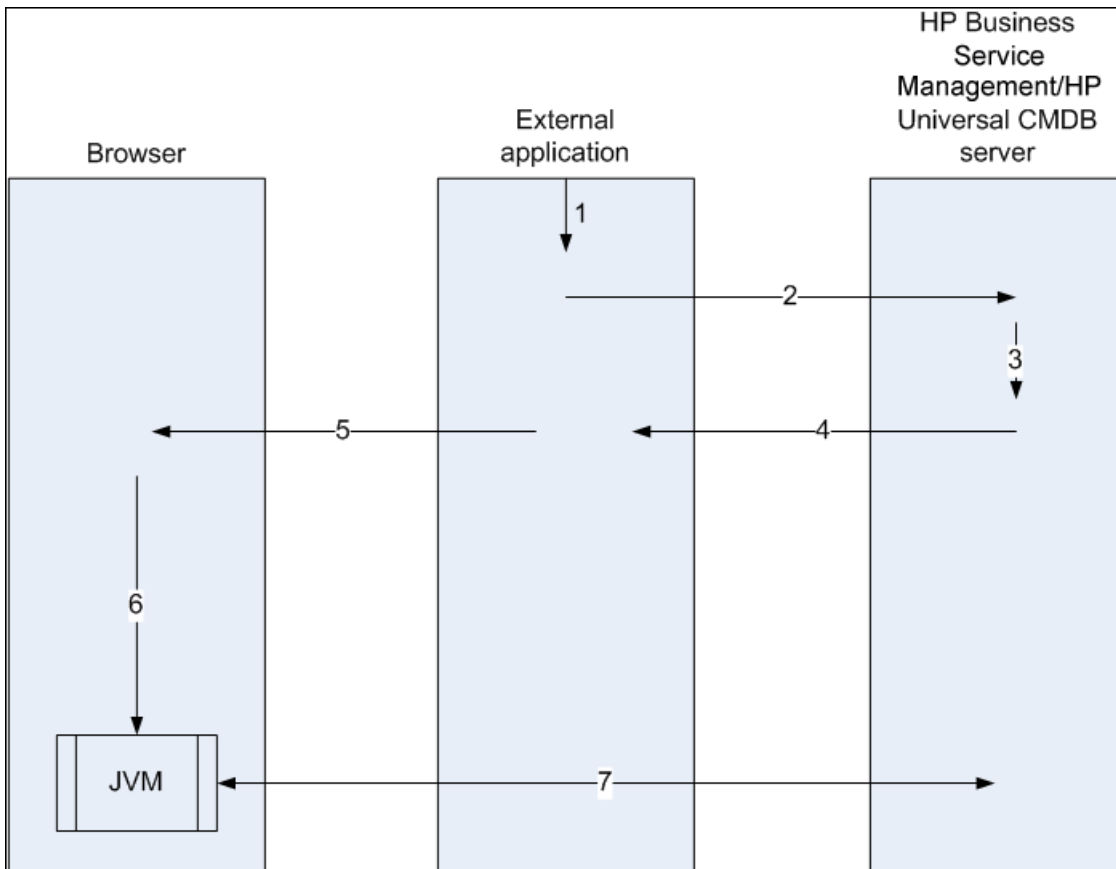 HP Business
Service
Management/HP
Universal CMDB
server
External
application
Browser
1
2
3
5
4
6
JVM
7